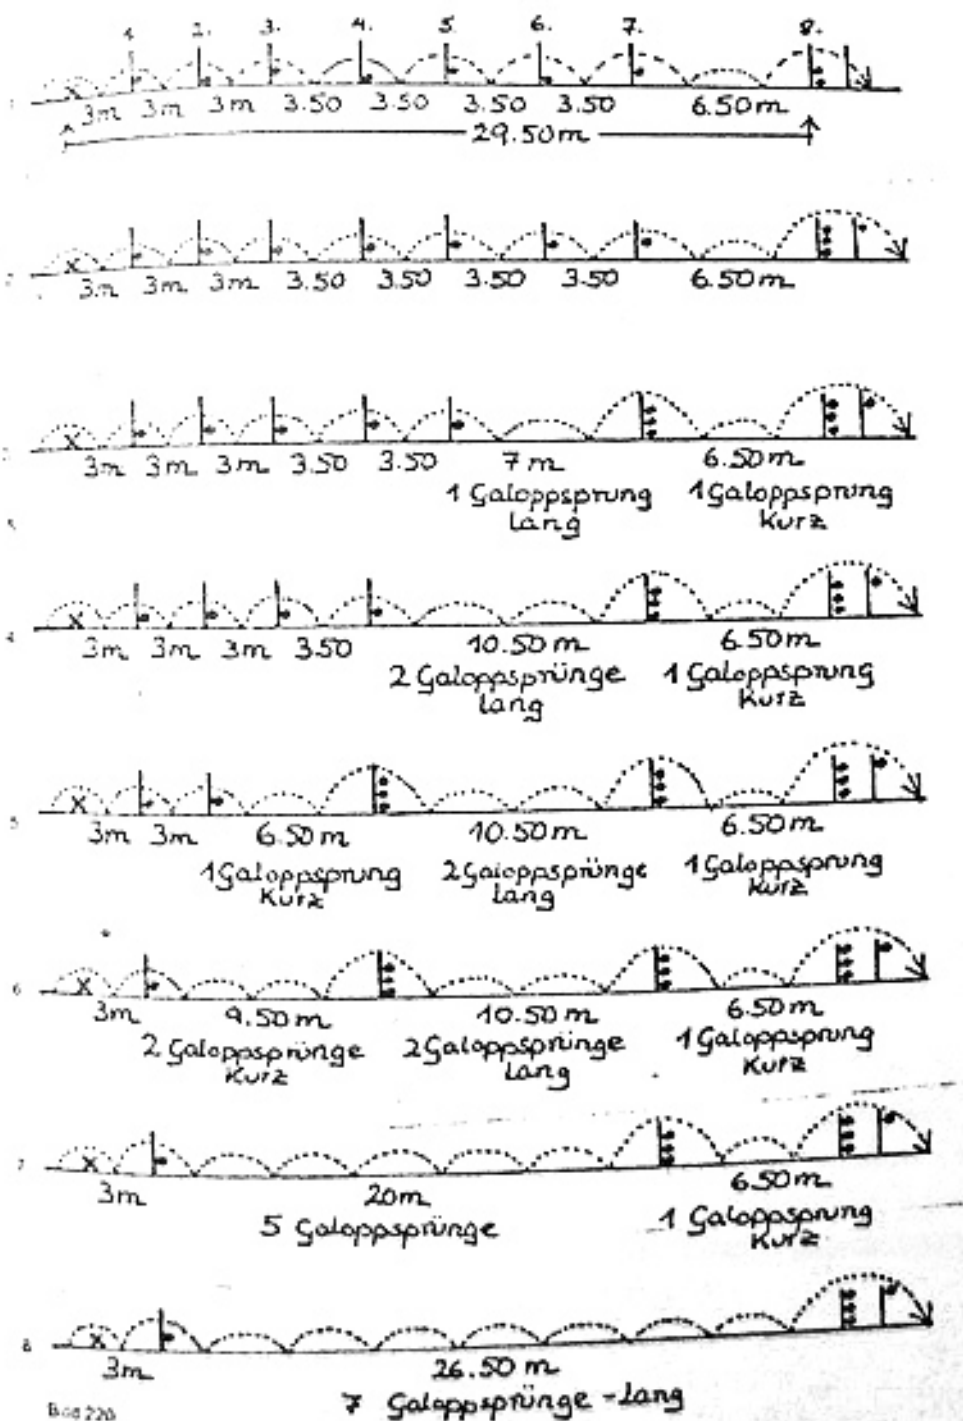 1. 2. 3. 4. 5. 6. 7. 8.
3m 3m 3m 3.50 3.50 3.50 3.50 6.50m
29.50m
3m 3m 3m 3.50 3.50 3.50 3.50 6.50m
3m 3m 3m 3.50 3.50 7m 6.50m
1 Galoppsprung 1 Galoppsprung
lang Kurz
4 3m 3m 3m 3.50 10.50m 6.50m
2 Galoppsprünge 1 Galoppsprung
lang Kurz
5 3m 3m 6.50m 10.50m 6.50m
1 Galoppsprung 2 Galoppsprünge 1 Galoppsprung
Kurz lang Kurz
6 3m 9.50m 10.50m 6.50m
2 Galoppsprünge 2 Galoppsprünge 1 Galoppsprung
Kurz lang Kurz
7 3m 20m 6.50m
5 Galoppsprünge 1 Galoppsprung
Kurz
8 3m 26.50m
7 Galoppsprünge - lang
220